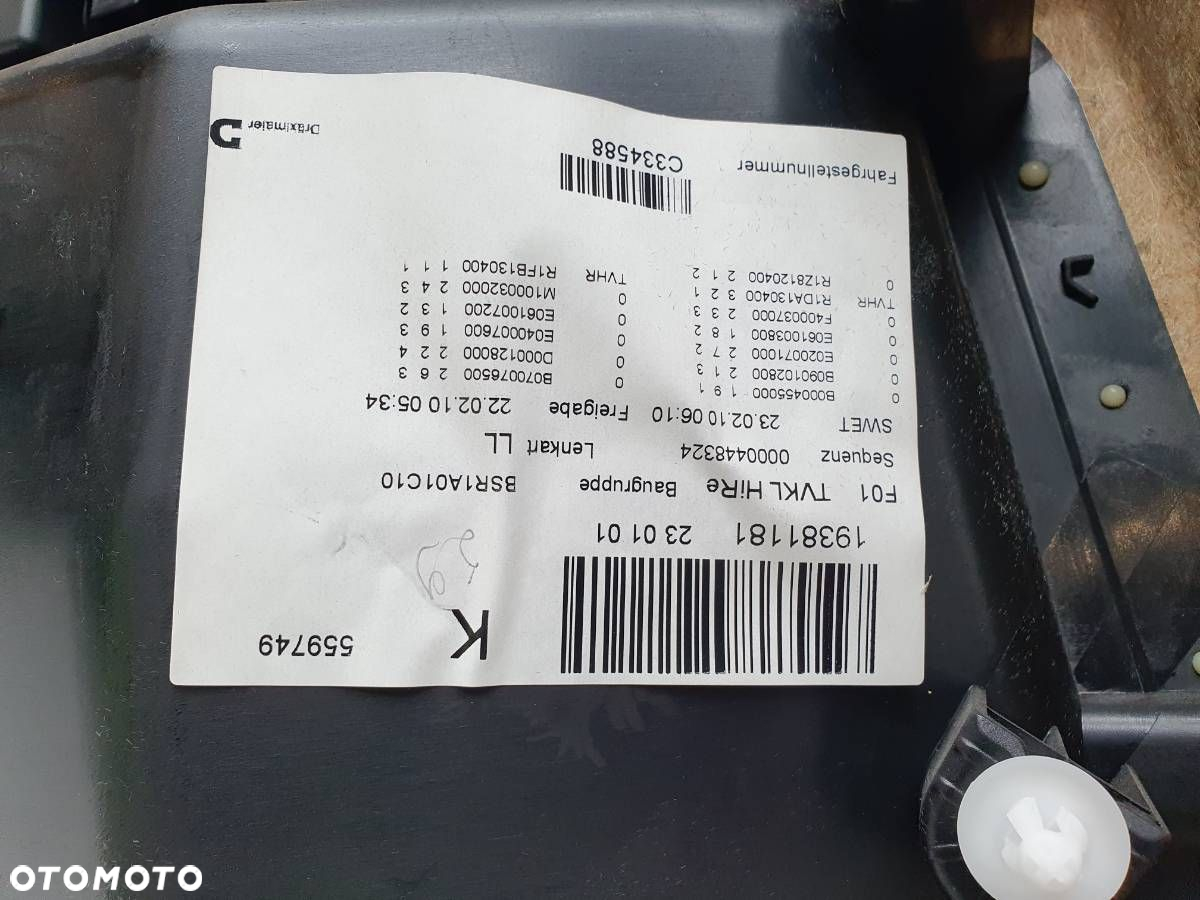 K 559749
19381181 23 01 01
F01 TVKL HiRe Baugruppe BSR1A01C10
Sequenz 0000448324 Lenkart LL
SWET 23.02.10 06:10 Freigabe 22.02.10 05:34
0 B000455000 1 9 1 0 B070076500 2 6 3
0 B090102800 2 1 3 0 D000128000 2 2 4
0 E020071000 2 7 2 0 E040007600 1 9 3
0 E061003800 1 8 2 0 E061007200 1 3 2
0 F400037000 2 3 3 0 M100032000 2 4 3
TVHR R1DA130400 3 2 1 TVHR R1FB130400 1 1 1
0 R1Z8120400 2 1 2
Fahrgestellnummer C334588
Dräxlmaier
OTOMOTO